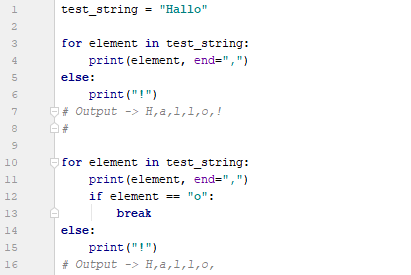 1 test_string = "Hallo"
2
3 for element in test_string:
4     print(element, end=",")
5 else:
6     print("!")
7 # Output -> H,a,l,l,o,!
8 #
9
10 for element in test_string:
11     print(element, end=",")
12     if element == "o":
13         break
14 else:
15     print("!")
16 # Output -> H,a,l,l,o,